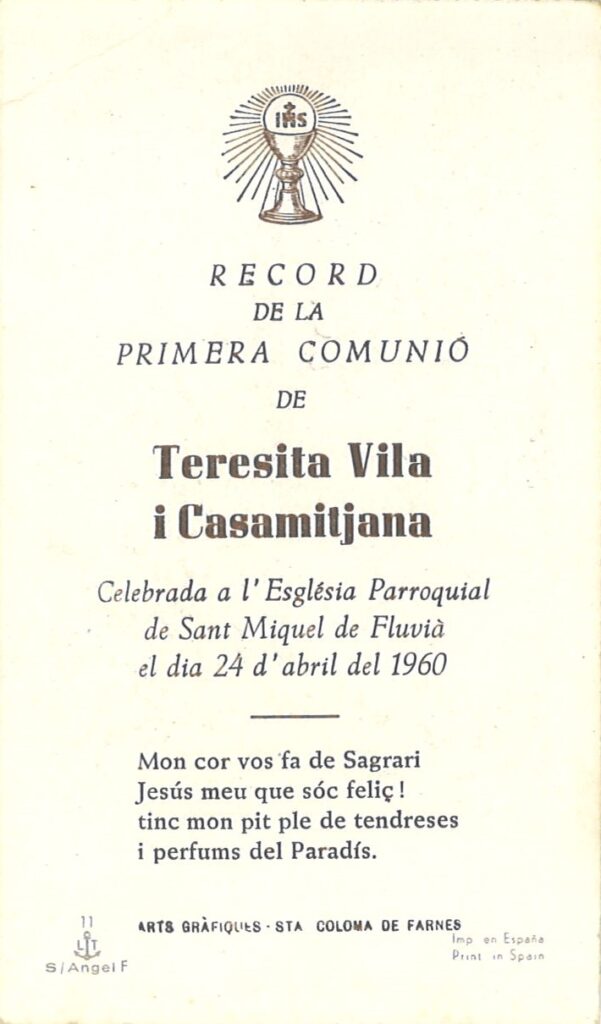 IHS
RECORD
DE LA
PRIMERA COMUNIÓ
DE
Teresita Vila
i Casamitjana
Celebrada a l'Església Parroquial
de Sant Miquel de Fluvià
el dia 24 d'abril del 1960
Mon cor vos fa de Sagrari
Jesús meu que sóc feliç!
tinc mon pit ple de tendreses
i perfums del Paradís.
11
LT
S/Angel F
ARTS GRÀFIQUES - STA COLOMA DE FARNES
Imp en España
Print in Spain